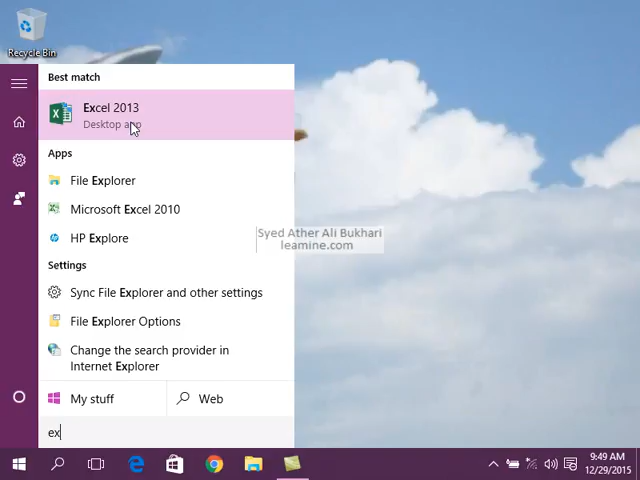 Recycle Bin
Best match
Excel 2013
Desktop app
Apps
File Explorer
Microsoft Excel 2010
HP Explore
Settings
Sync File Explorer and other settings
File Explorer Options
Change the search provider in
Internet Explorer
My stuff
Web
ex
Syed Ather Ali Bukhari
leamine.com
9:49 AM
12/29/2015